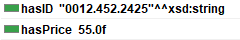 hasID "0012.452.2425"^^xsd:string
hasPrice 55.0f